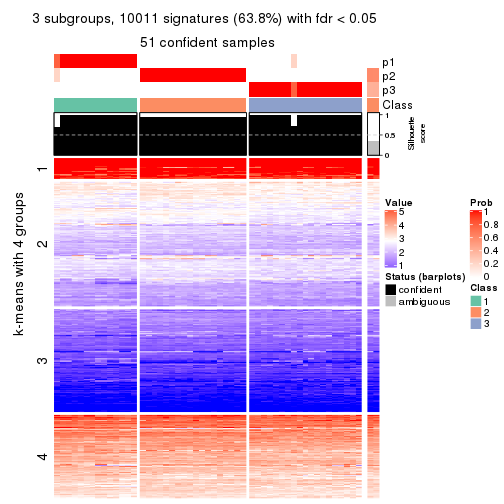 3 subgroups, 10011 signatures (63.8%) with fdr < 0.05
51 confident samples
p1
p2
p3
Class
1
0.5
0
Silhouette
score
k-means with 4 groups
1
2
3
4
Value
5
4
3
2
1
Status (barplots)
confident
ambiguous
Prob
1
0.8
0.6
0.4
0.2
0
Class
1
2
3